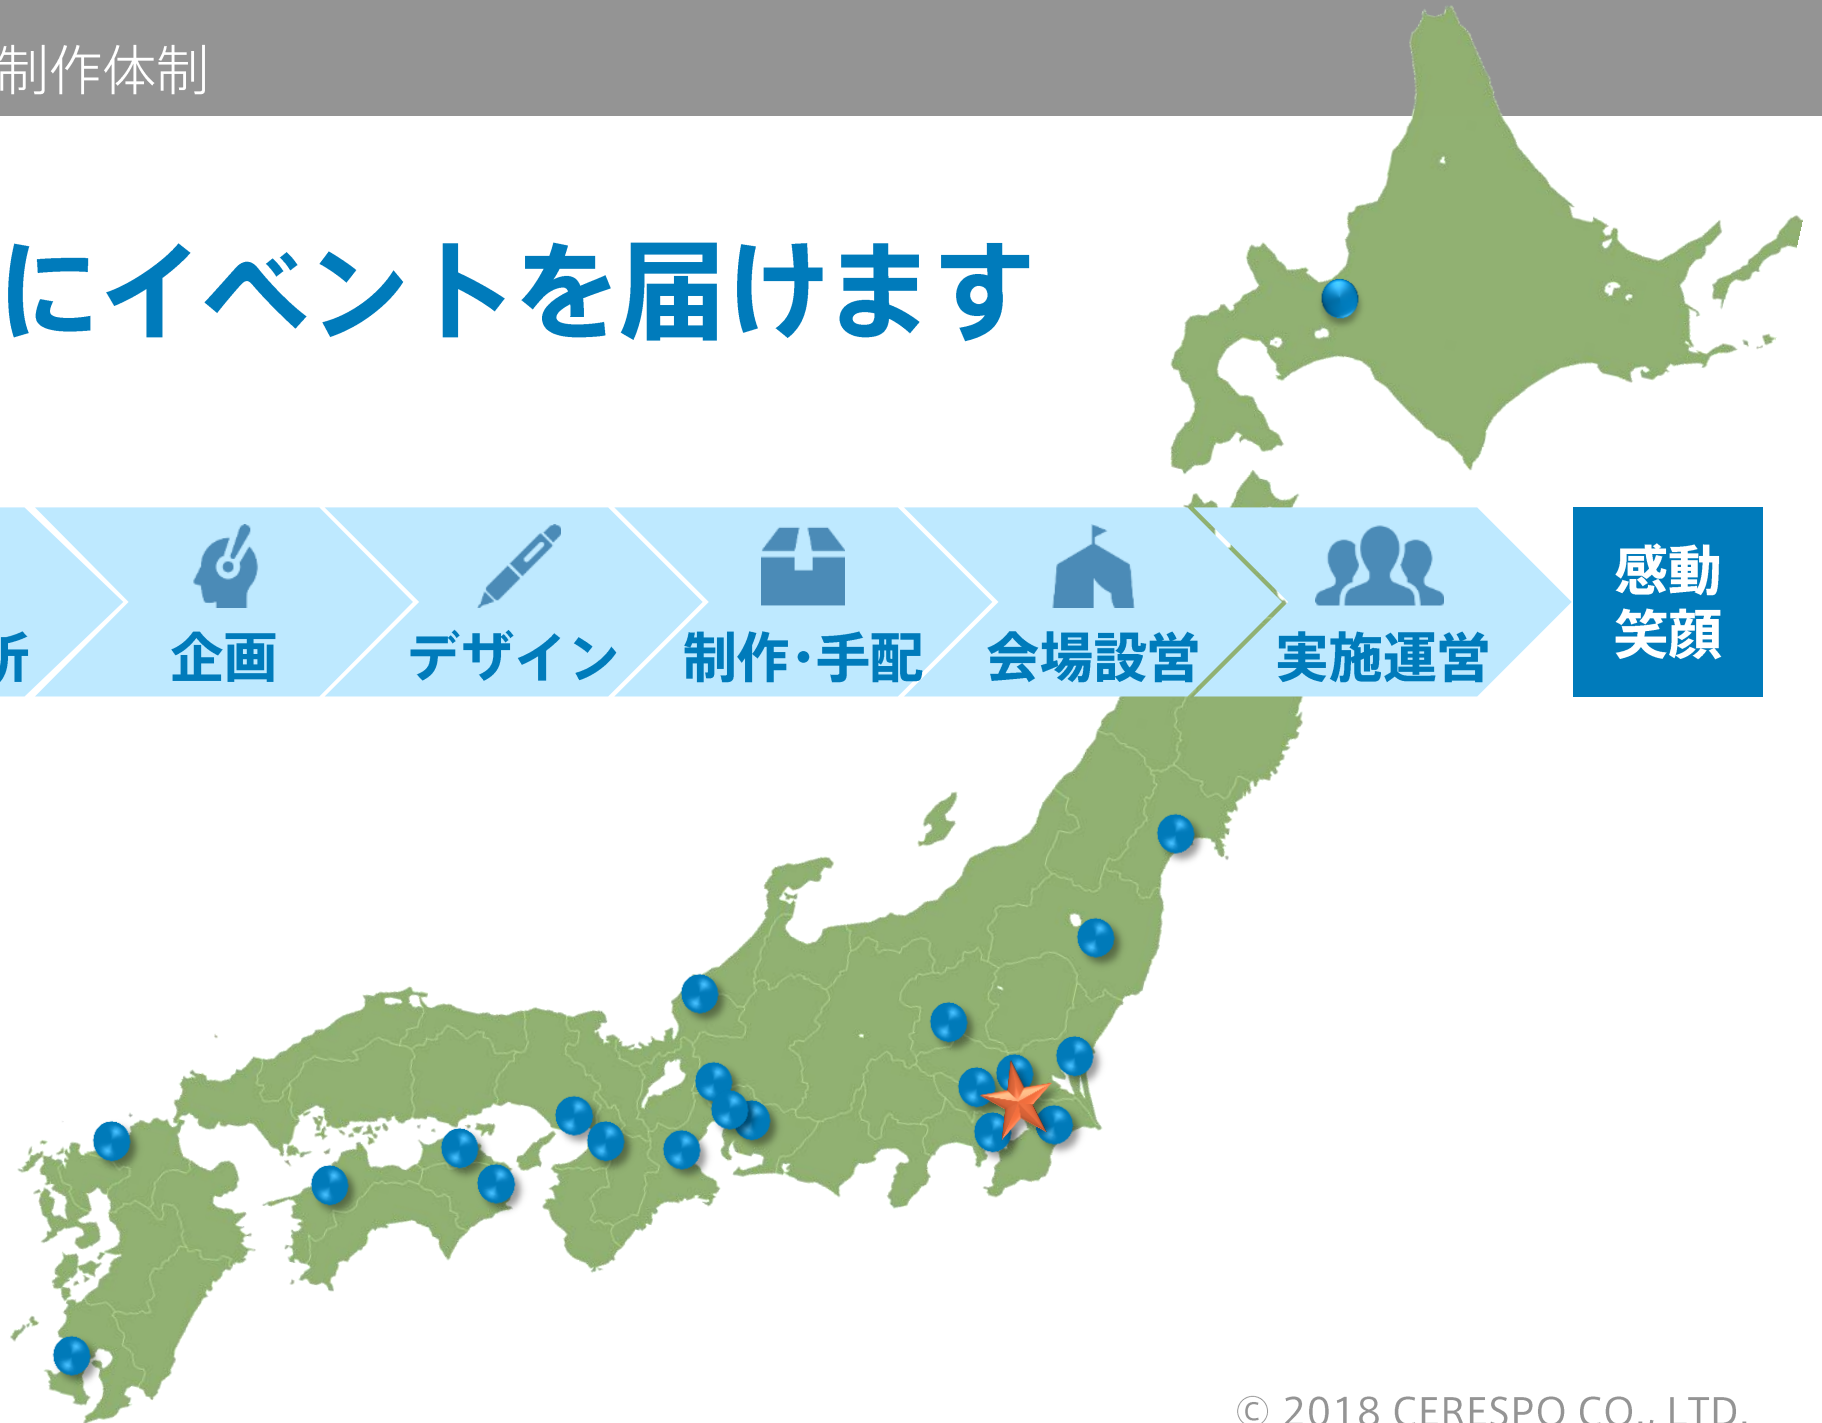 制作体制
にイベントを届けます
断
企画
デザイン
制作・手配
会場設営
実施運営
感動
笑顔
© 2018 CERESPO CO., LTD.